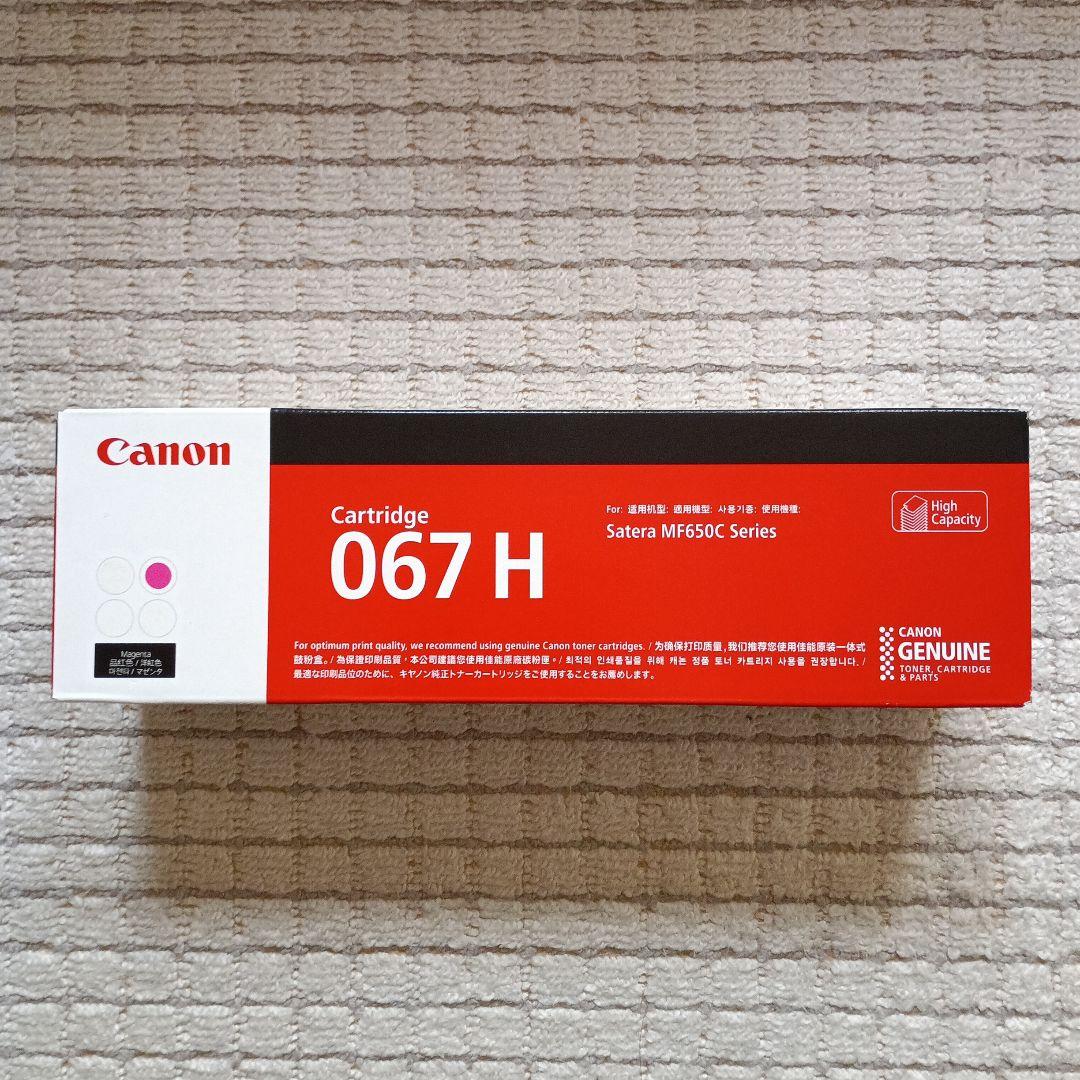 Canon
Cartridge
067 H
For: 适用机型: 適用機型: 사용기종: 使用機種:
Satera MF650C Series
High
Capacity
Magenta
品红色 / 洋紅色
마젠타 / マゼンタ
For optimum print quality, we recommend using genuine Canon toner cartridges. / 为确保打印质量,我们推荐您使用佳能原装一体式
鼓粉盒。/ 為保證印刷品質，本公司建議您使用佳能原廠碳粉匣。/ 최적의 인쇄품질을 위해 캐논 정품 토너 카트리지 사용을 권장합니다. /
最適な印刷品位のために、キヤノン純正トナーカートリッジをご使用することをお薦めします。
CANON
GENUINE
TONER, CARTRIDGE
& PARTS